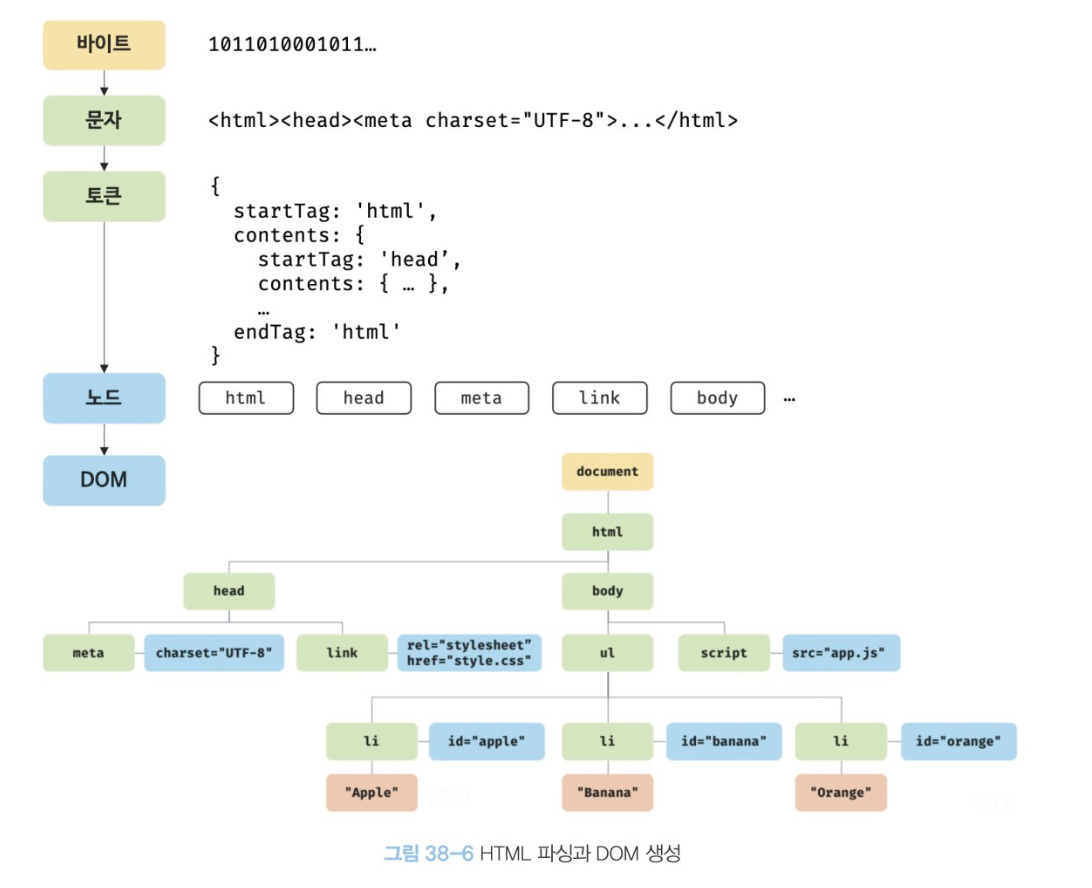 바이트
1011010001011…
문자
<html><head><meta charset="UTF-8">...</html>
토큰
{
startTag: 'html',
contents: {
startTag: 'head’,
contents: { … },
…
endTag: 'html'
}
노드
html head meta link body …
DOM
document
html
head body
meta charset="UTF-8" link rel="stylesheet” ul script src="app.js"
href="style.css"
li id="apple" li id="banana" li id="orange"
"Apple" "Banana" "Orange"
그림 38-6 HTML 파싱과 DOM 생성